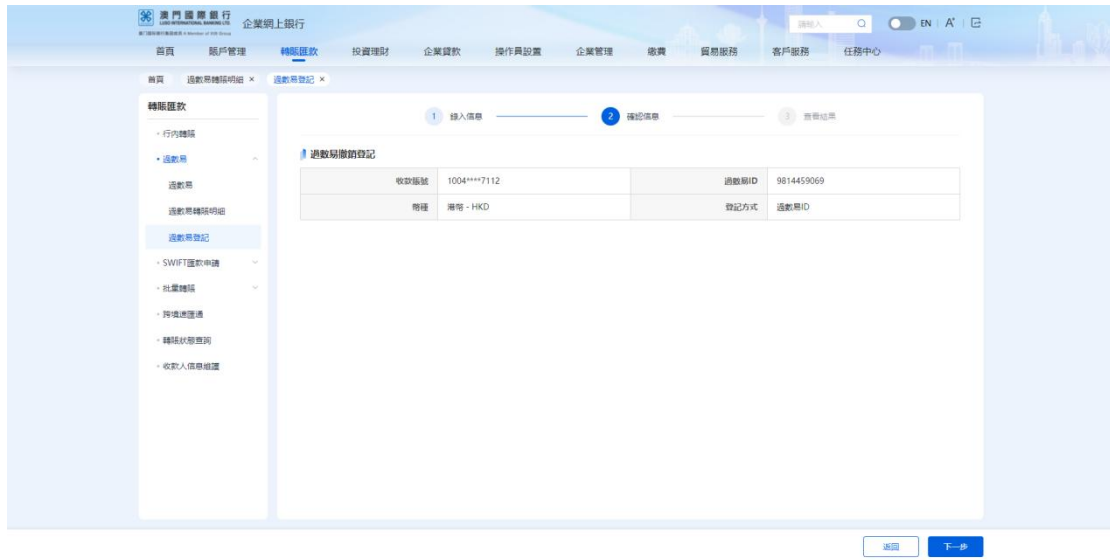 澳門國際銀行
LUSO INTERNATIONAL BANKING LTD.
企業網上銀行
請輸入
EN
首頁 賬戶管理 轉賬匯款 投資理財 企業貸款 操作員設置 企業管理 繳費 貿易服務 客戶服務 任務中心
首頁 過數易轉賬明細 × 過數易登記 ×
轉賬匯款
行內轉賬
過數易
過數易
過數易轉賬明細
過數易登記
SWIFT匯款申請
批量轉賬
跨境速匯通
轉賬狀態查詢
收款人信息維護
1 錄入信息 2 確認信息 3 查看結果
過數易撤銷登記
收款賬號 1004****7112 過數易ID 9814459069
幣種 港幣 - HKD 登記方式 過數易ID
返回 下一步